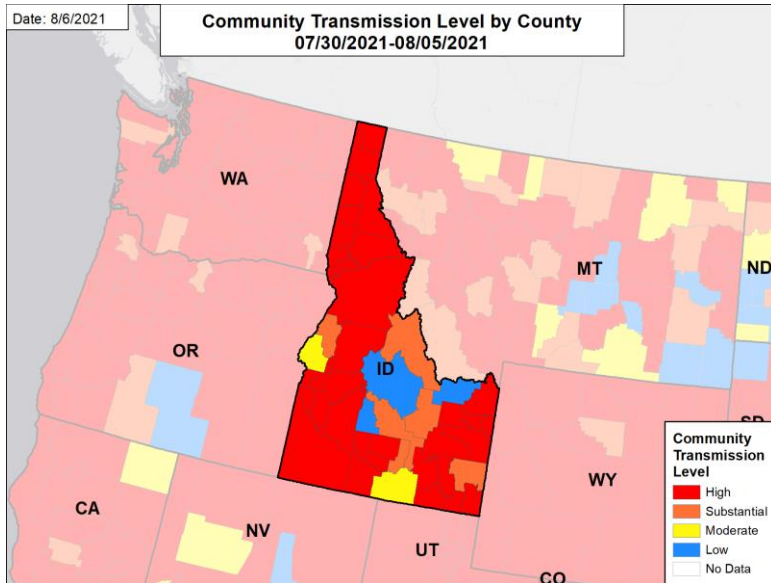 Date: 8/6/2021
Community Transmission Level by County
07/30/2021-08/05/2021
WA
MT
ND
OR
ID
SD
WY
CA
NV
UT
CO
Community
Transmission
Level
High
Substantial
Moderate
Low
No Data